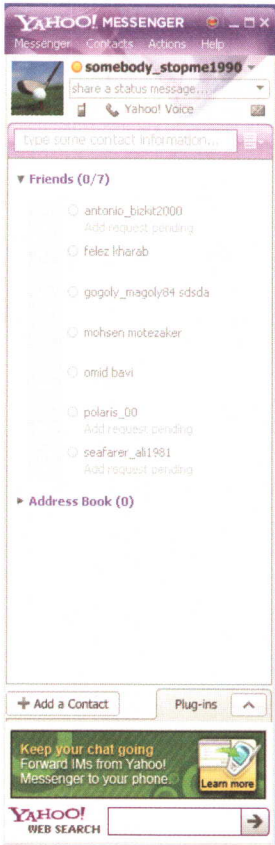 YAHOO! MESSENGER
Messenger Contacts Actions Help
somebody_stopme1990
share a status message....
Yahoo! Voice
type some contact information...
Friends (0/7)
antonio_bizkit2000
Add request pending
felez kharab
gogoly_magoly84 sdsda
mohsen motezaker
omid bavi
polaris_00
Add request pending
seafarer_ali1981
Add request pending
Address Book (0)
+ Add a Contact Plug-ins
Keep your chat going
Forward IMs from Yahoo!
Messenger to your phone.
Learn more
YAHOO!
WEB SEARCH